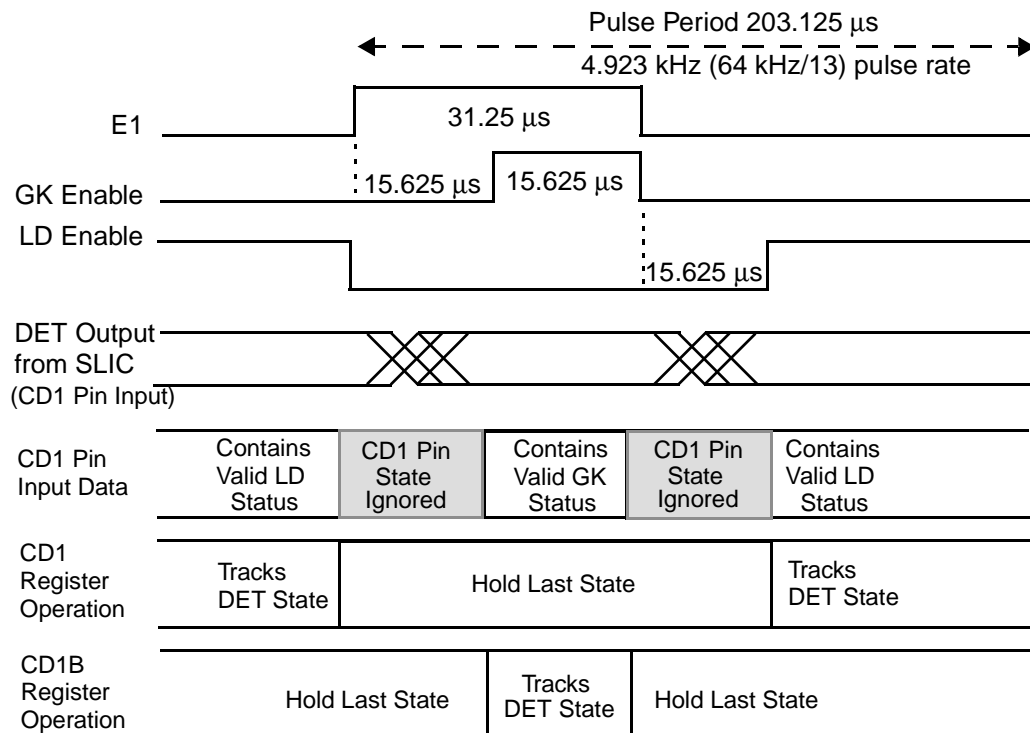 Pulse Period 203.125 μs
4.923 kHz (64 kHz/13) pulse rate
E1
31.25 μs
GK Enable
15.625 μs
15.625 μs
LD Enable
15.625 μs
DET Output
from SLIC
(CD1 Pin Input)
CD1 Pin
Input Data
Contains
Valid LD
Status
CD1 Pin
State
Ignored
Contains
Valid GK
Status
CD1 Pin
State
Ignored
Contains
Valid LD
Status
CD1
Register
Operation
Tracks
DET State
Hold Last State
Tracks
DET State
CD1B
Register
Operation
Hold Last State
Tracks
DET State
Hold Last State